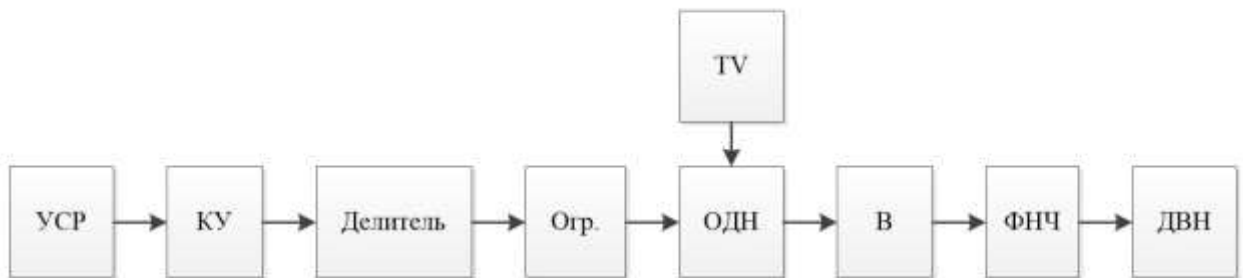 TV
УСР
КУ
Делитель
Огр.
ОДН
В
ФНЧ
ДВН